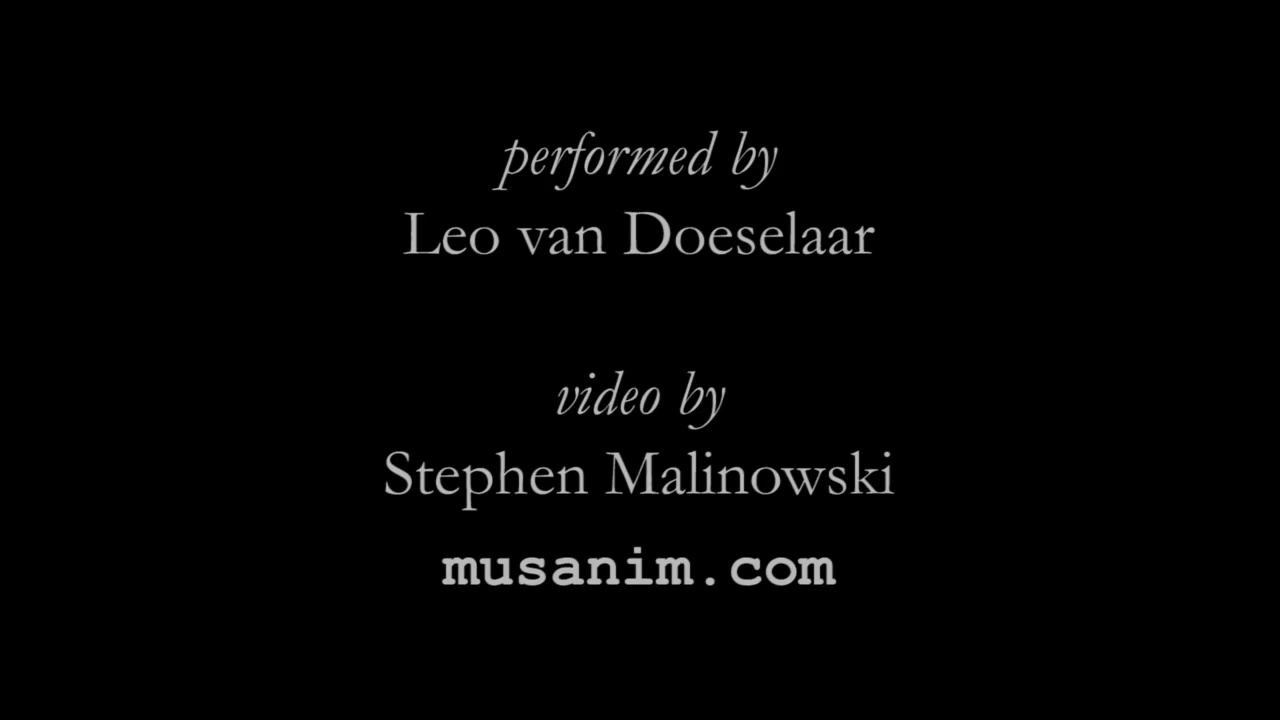 performed by
Leo van Doeselaar
video by
Stephen Malinowski
musanim.com